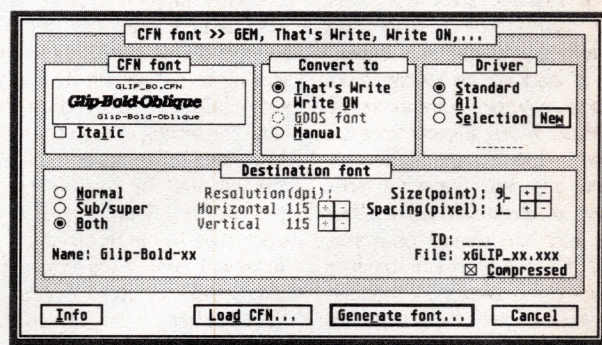 CFN font >> GEM, That's Write, Write ON,...
CFN font
GLIP_BO.CFN
Glip-Bold-Oblique
Glip-Bold-Oblique
Italic
Convert to
That's Write
Write ON
GDOS font
Manual
Driver
Standard
All
Selection New
--------
Destination font
Normal
Sub/super
Both
Resolution(dpi):
Horizontal 115 + -
Vertical 115 + -
Size(point): 9_ + -
Spacing(pixel): 1_ + -
Name: Glip-Bold-xx
ID: ____
File: xGLIP_xx.xxx
Compressed
Info
Load CFN...
Generate font...
Cancel